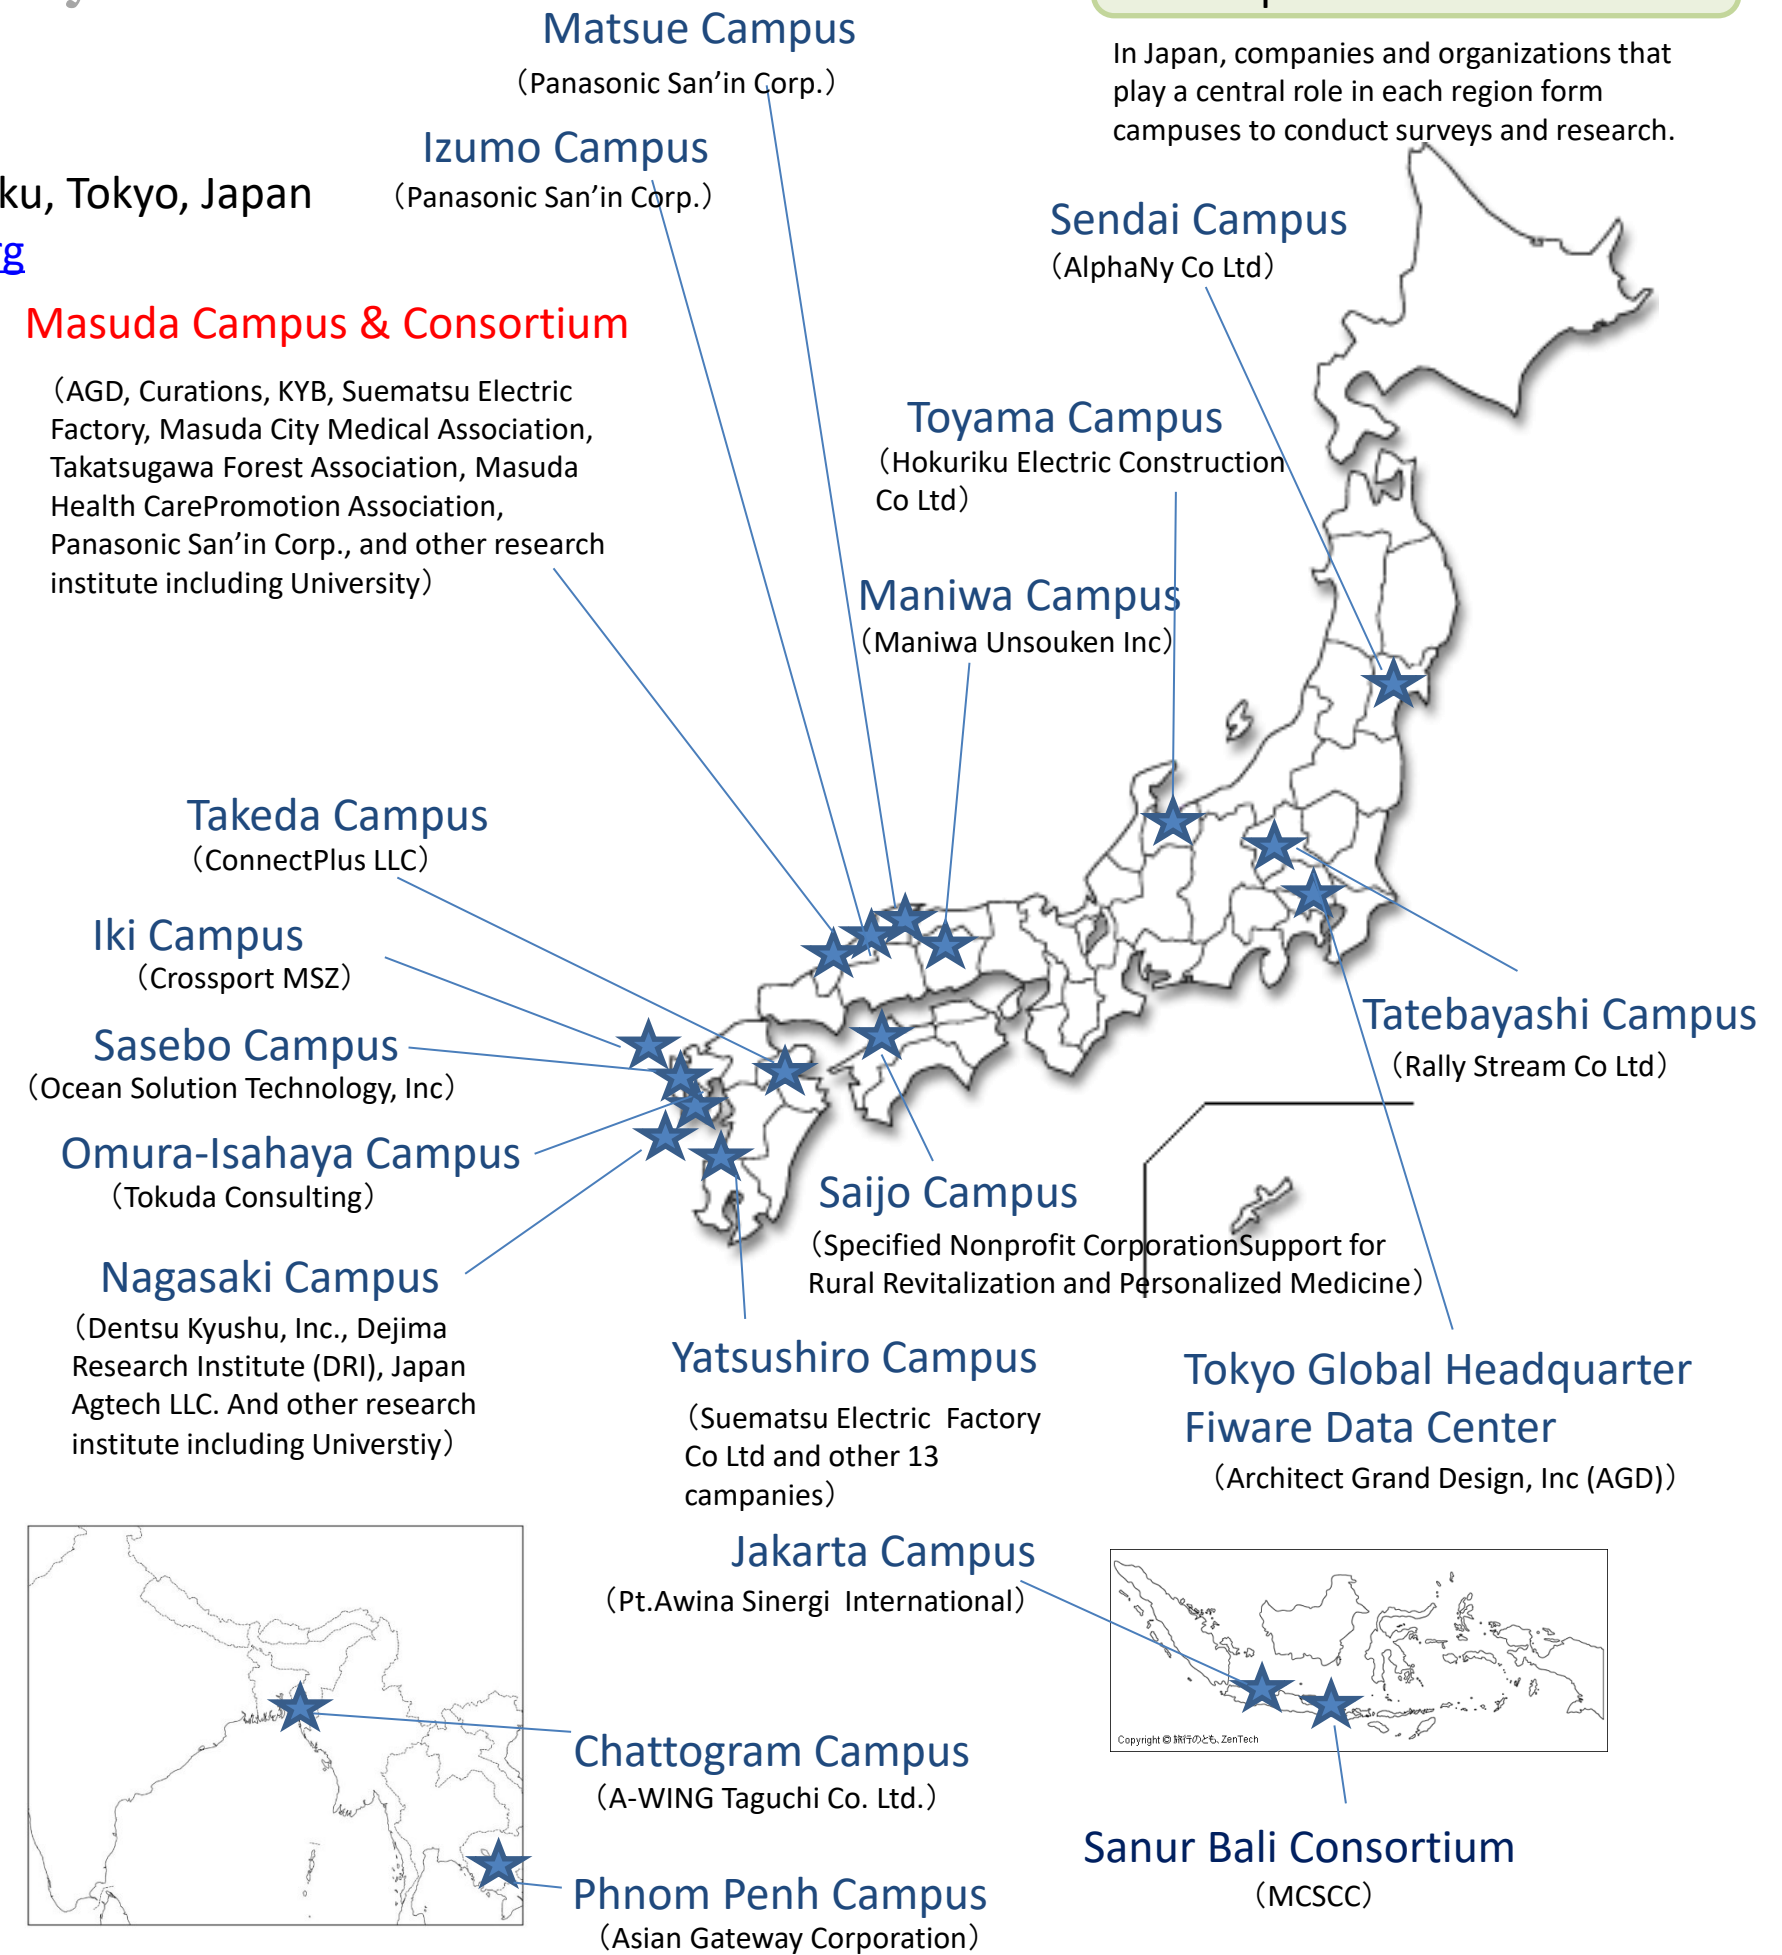 Matsue Campus
（Panasonic San’in Corp.）
In Japan, companies and organizations that
play a central role in each region form
campuses to conduct surveys and research.
Izumo Campus
（Panasonic San’in Corp.）
ku, Tokyo, Japan
rg
Sendai Campus
（AlphaNy Co Ltd）
Masuda Campus & Consortium
（AGD, Curations, KYB, Suematsu Electric
Factory, Masuda City Medical Association,
Takatsugawa Forest Association, Masuda
Health CarePromotion Association,
Panasonic San’in Corp., and other research
institute including University）
Toyama Campus
（Hokuriku Electric Construction
Co Ltd）
Maniwa Campus
（Maniwa Unsouken Inc）
Takeda Campus
（ConnectPlus LLC）
Iki Campus
（Crossport MSZ）
Sasebo Campus
（Ocean Solution Technology, Inc）
Omura-Isahaya Campus
（Tokuda Consulting）
Nagasaki Campus
（Dentsu Kyushu, Inc., Dejima
Research Institute (DRI), Japan
Agtech LLC. And other research
institute including Universtiy）
Tatebayashi Campus
（Rally Stream Co Ltd）
Saijo Campus
（Specified Nonprofit CorporationSupport for
Rural Revitalization and Personalized Medicine）
Yatsushiro Campus
（Suematsu Electric  Factory
Co Ltd and other 13
companies）
Tokyo Global Headquarter
Fiware Data Center
（Architect Grand Design, Inc (AGD)）
Jakarta Campus
（Pt.Awina Sinergi  International）
Copyright © 旅行のとも、ZenTech
Chattogram Campus
（A-WING Taguchi Co. Ltd.）
Sanur Bali Consortium
（MCSCC）
Phnom Penh Campus
（Asian Gateway Corporation）